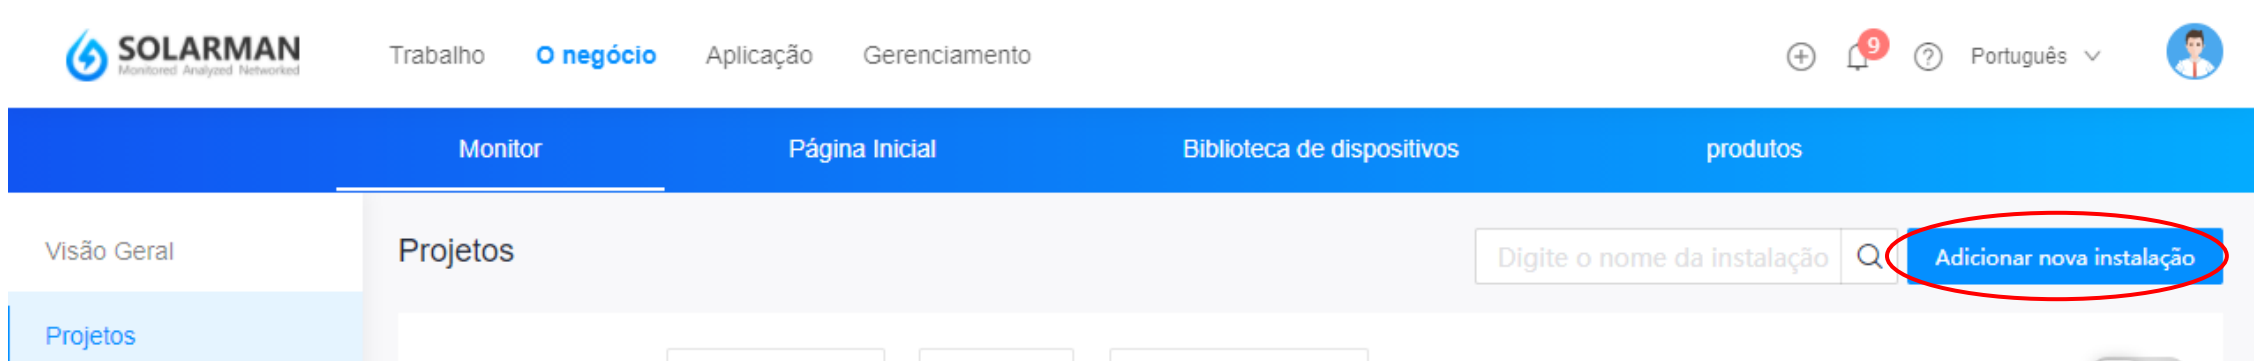 SOLARMAN
Monitored Analyzed Networked
Trabalho O negócio Aplicação Gerenciamento
9 ? Português
Monitor Página Inicial Biblioteca de dispositivos produtos
Visão Geral
Projetos
Projetos
Digite o nome da instalação
Adicionar nova instalação